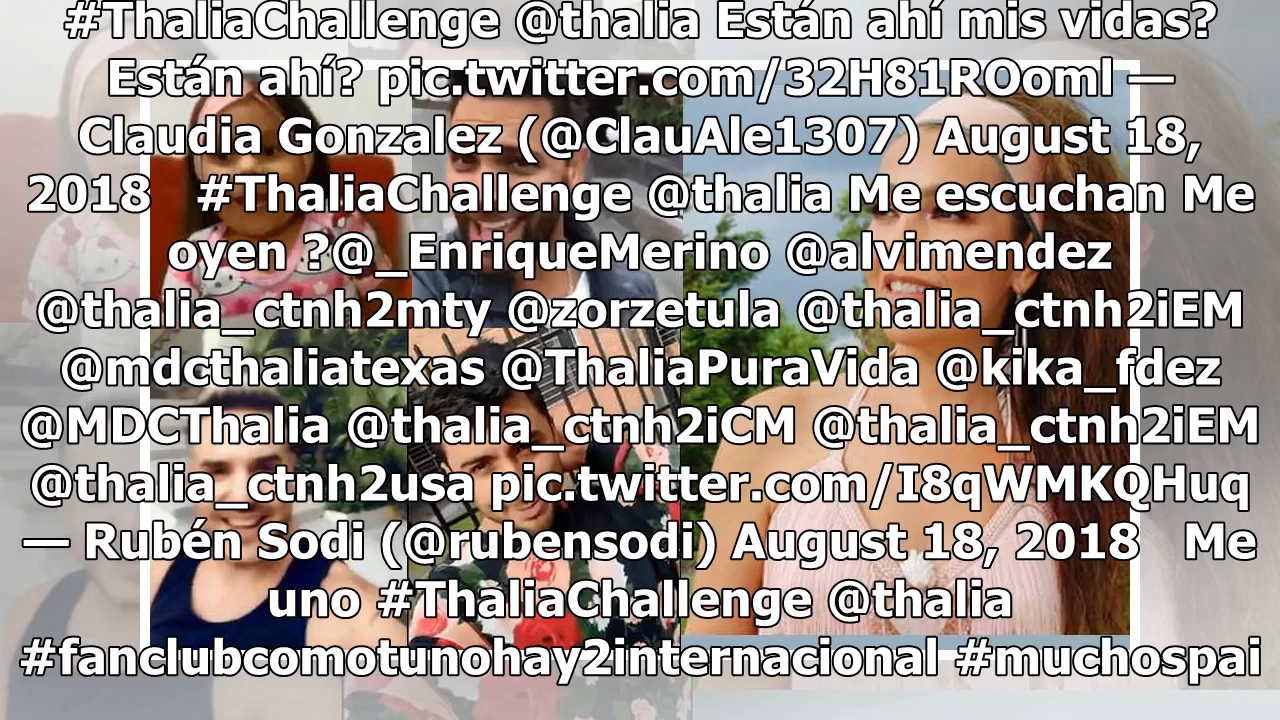 #ThaliaChallenge @thalia Están ahí mis vidas?
Están ahí? pic.twitter.com/32H81ROoml —
Claudia Gonzalez (@ClauAle1307) August 18,
2018   #ThaliaChallenge @thalia Me escuchan Me
oyen ?@_EnriqueMerino @alvimendez
@thalia_ctnh2mty @zorzetula @thalia_ctnh2iEM
@mdcthaliatexas @ThaliaPuraVida @kika_fdez
@MDCThalia @thalia_ctnh2iCM @thalia_ctnh2iEM
@thalia_ctnh2usa pic.twitter.com/I8qWMKQHuq
— Rubén Sodi (@rubensodi) August 18, 2018   Me
uno #ThaliaChallenge @thalia
#fanclubcomotunohay2internacional #muchospai